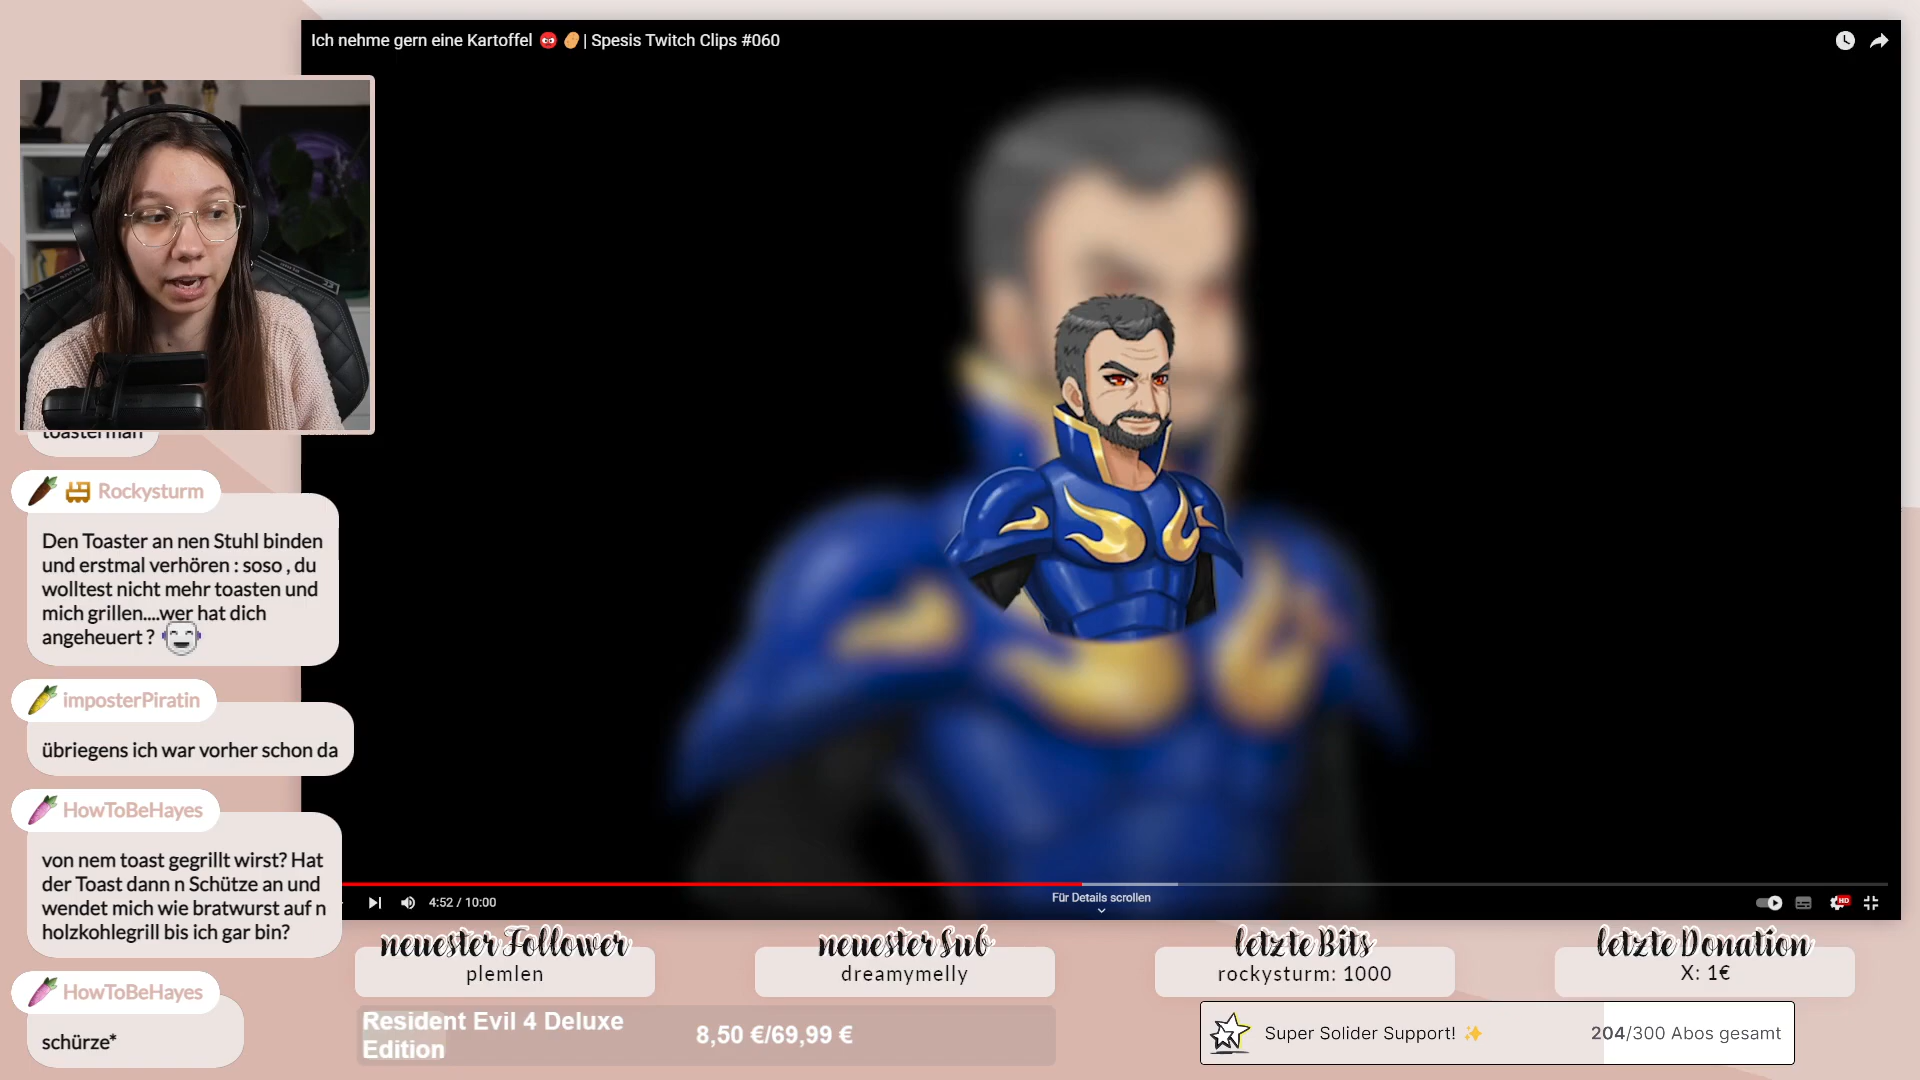 Ich nehme gern eine Kartoffel 👹 🥔 | Spesis Twitch Clips #060
toasterman
Rockysturm
Den Toaster an nen Stuhl binden
und erstmal verhören : soso , du
wolltest nicht mehr toasten und
mich grillen....wer hat dich
angeheuert ?
imposterPiratin
übriegens ich war vorher schon da
HowToBeHayes
von nem toast gegrillt wirst? Hat
der Toast dann n Schütze an und
wendet mich wie bratwurst auf n
holzkohlegrill bis ich gar bin?
HowToBeHayes
schürze*
4:52 / 10:00
Für Details scrollen
HD
neuester Follower
plemlen
neuester Sub
dreamymelly
letzte Bits
rockysturm: 1000
letzte Donation
X: 1€
Resident Evil 4 Deluxe
Edition
8,50 €/69,99 €
Super Solider Support! ✨
204/300 Abos gesamt